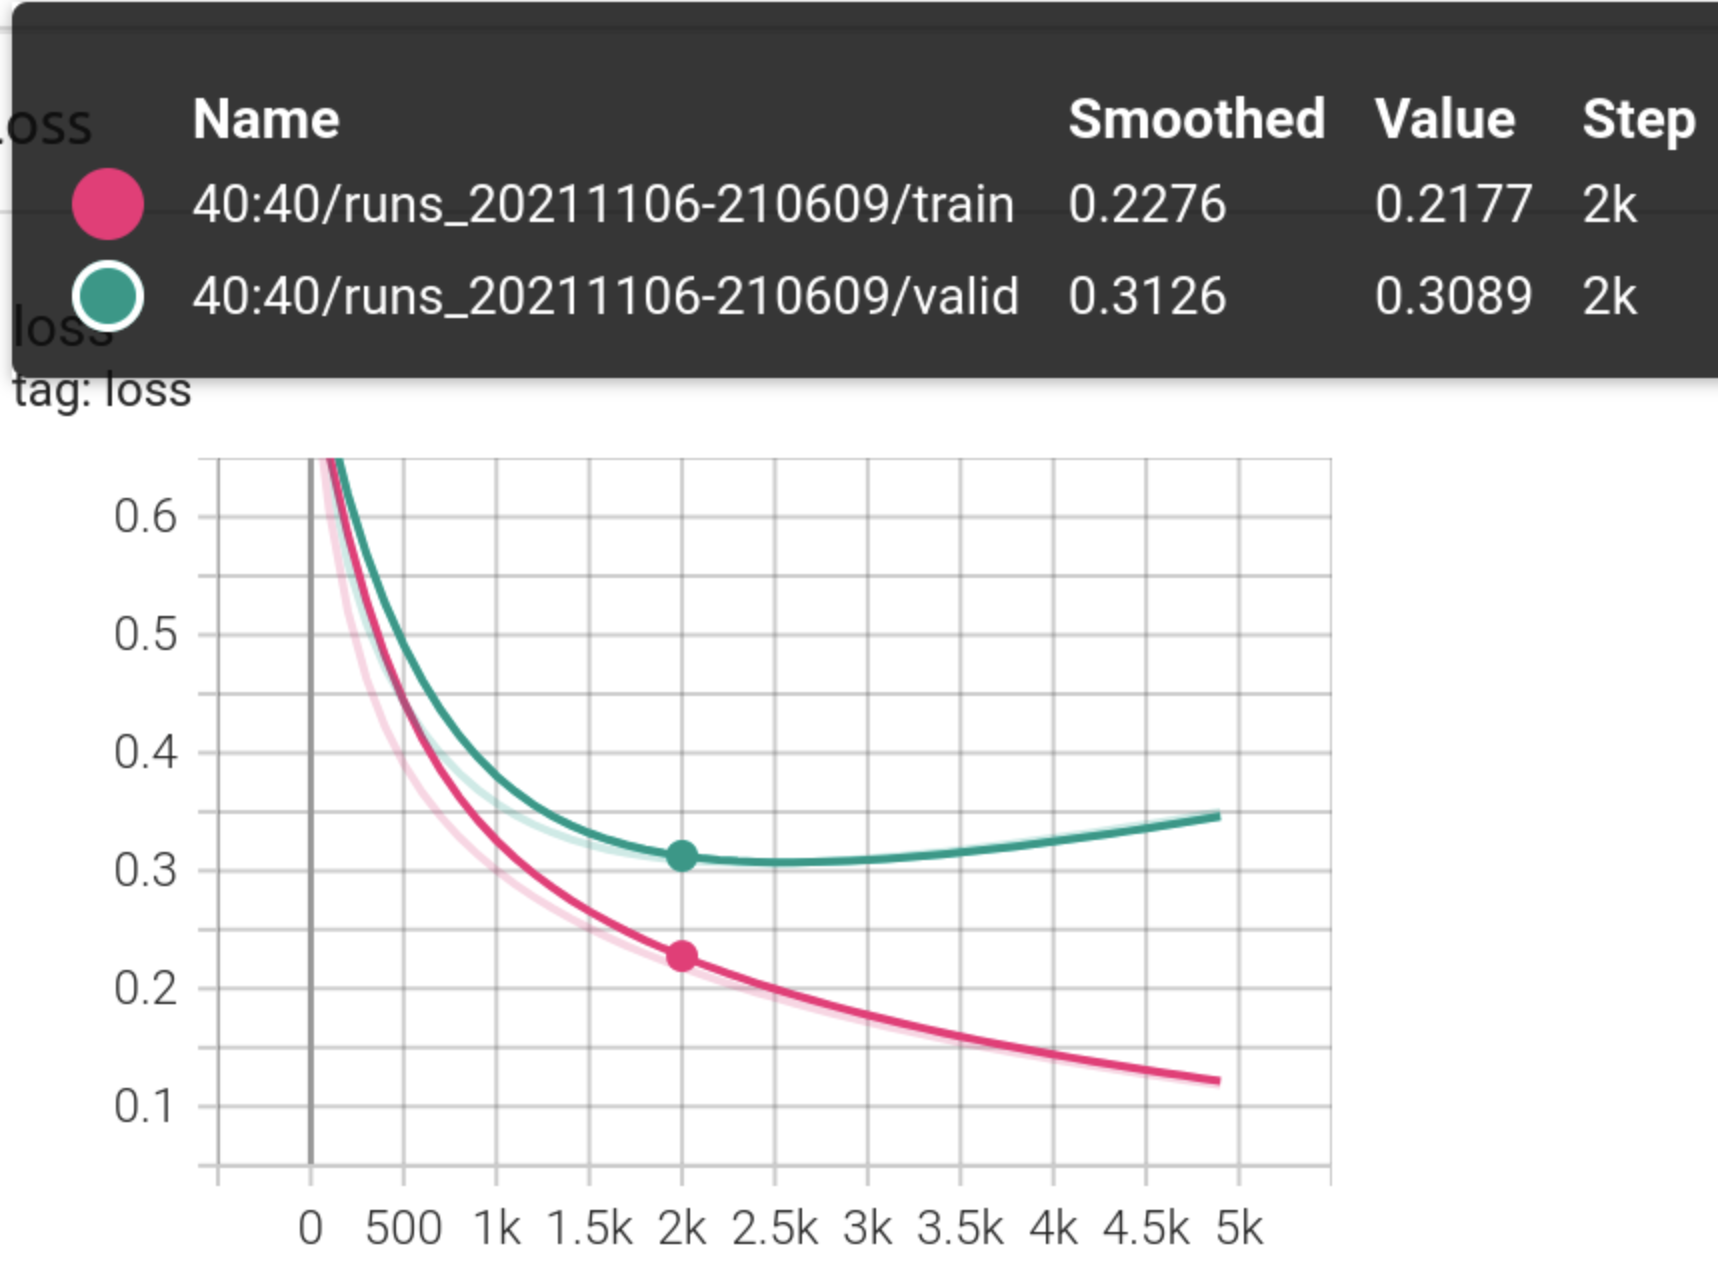 Name Smoothed Value Step
oss
40:40/runs_20211106-210609/train 0.2276 0.2177 2k
40:40/runs_20211106-210609/valid 0.3126 0.3089 2k
loss
tag: loss
0.6
0.5
0.4
0.3
0.2
0.1
0 500 1k 1.5k 2k 2.5k 3k 3.5k 4k 4.5k 5k